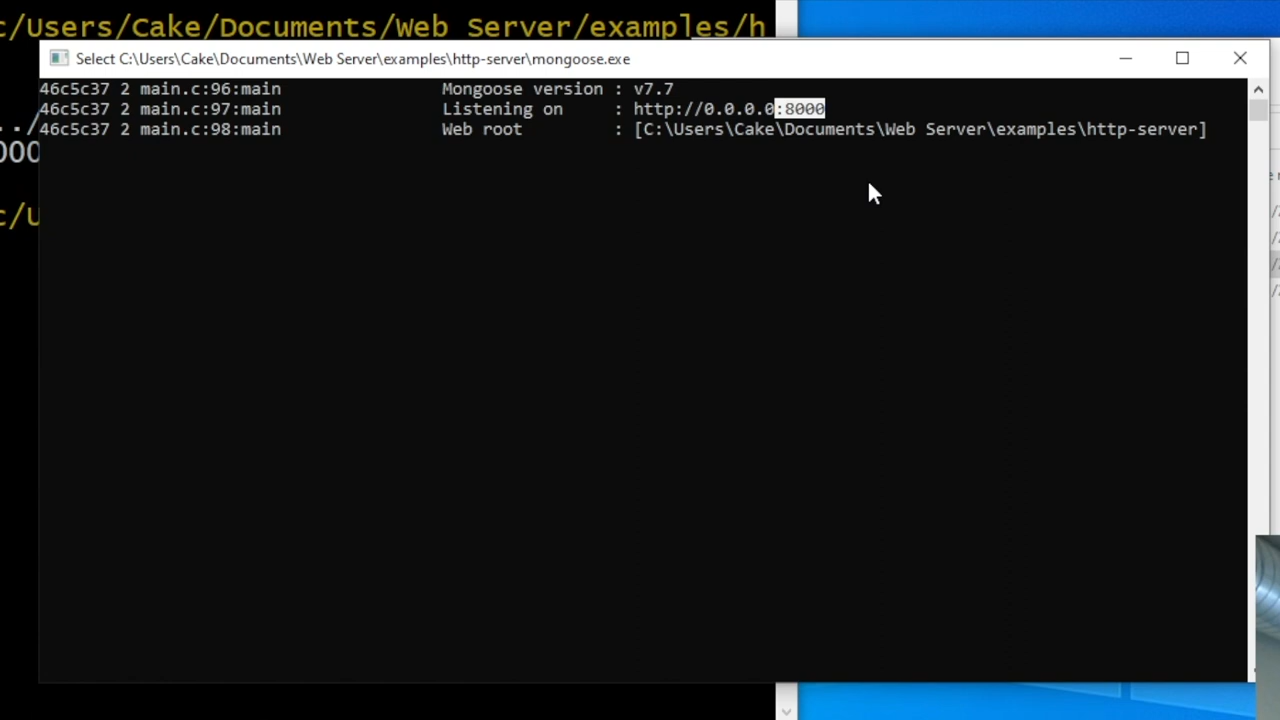 c/Users/Cake/Documents/Web Server/examples/h
Select C:\Users\Cake\Documents\Web Server\examples\http-server\mongoose.exe
46c5c37 2 main.c:96:main Mongoose version : v7.7
46c5c37 2 main.c:97:main Listening on : http://0.0.0.0:8000
46c5c37 2 main.c:98:main Web root : [C:\Users\Cake\Documents\Web Server\examples\http-server]
../
000
c/U